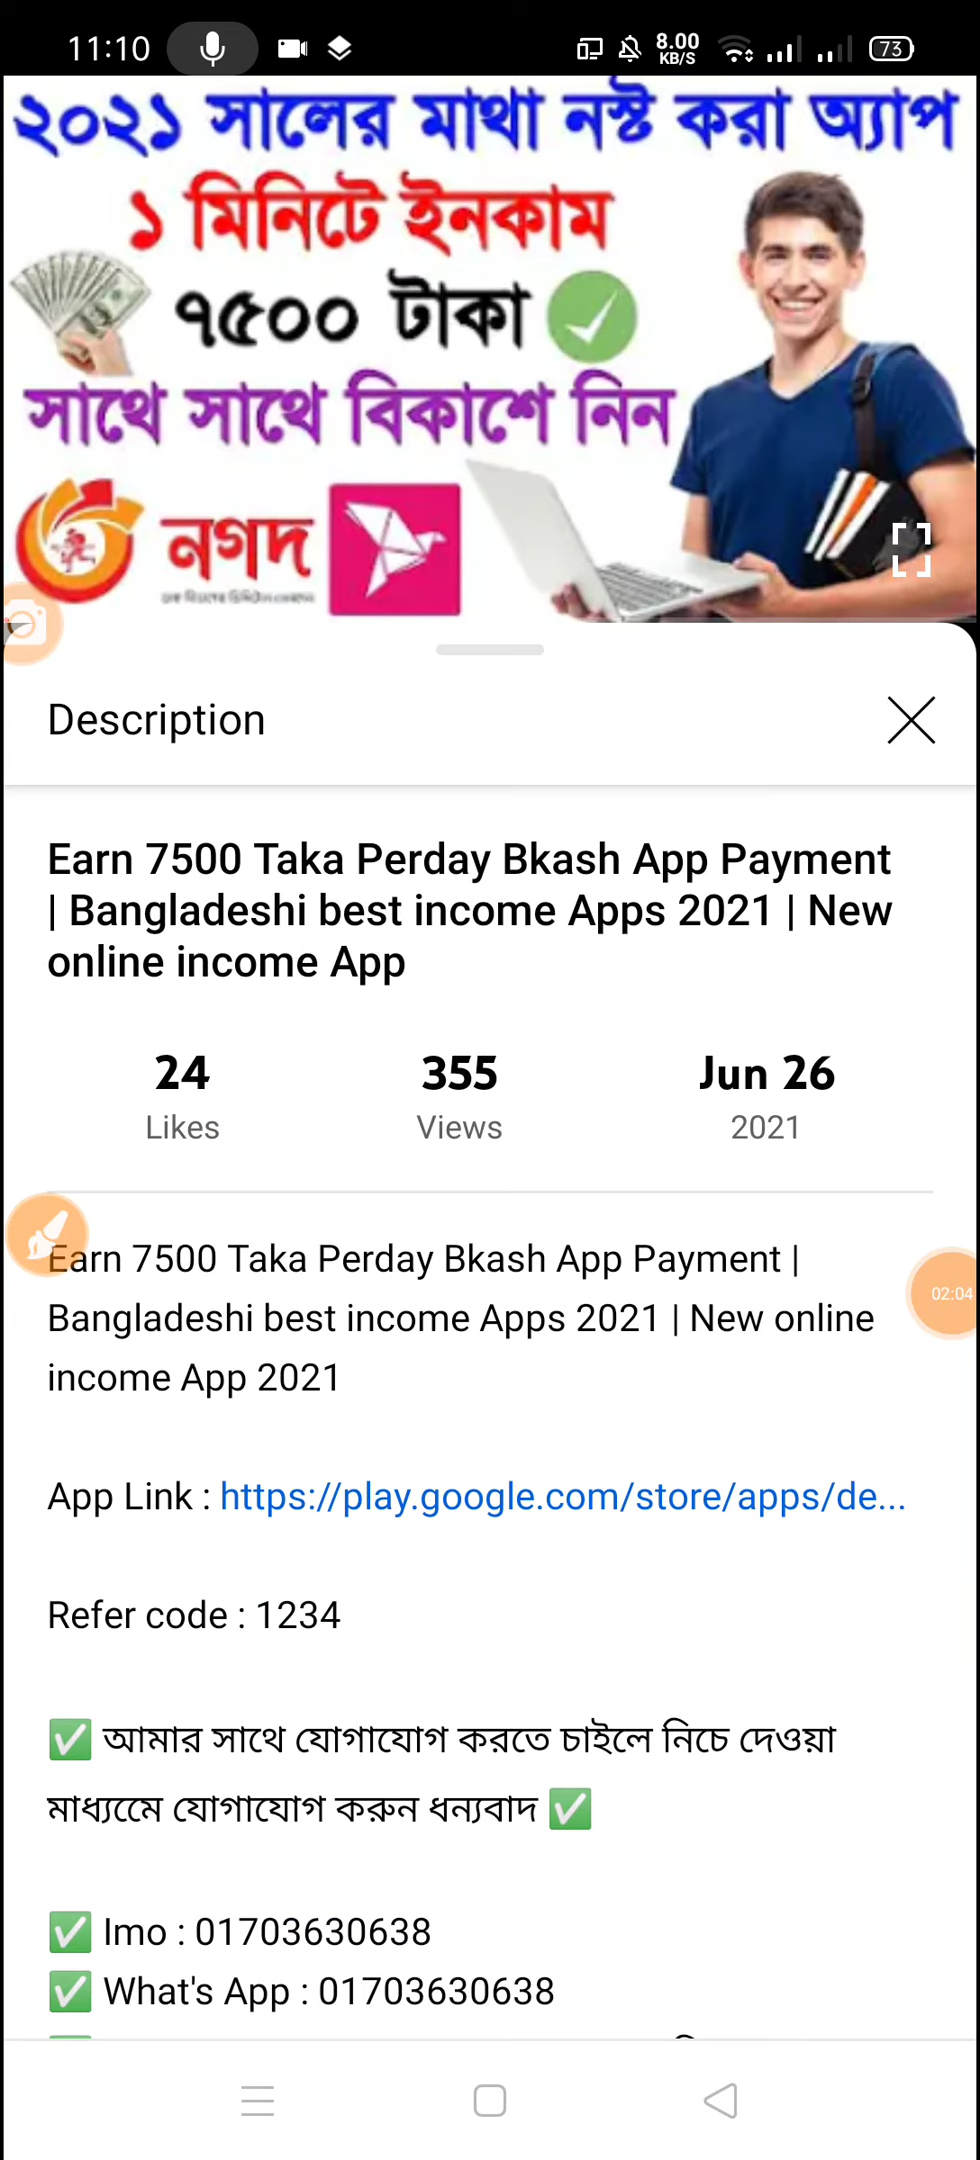 11:10
8.00
KB/S
73
২০২১ সালের মাথা নস্ট করা অ্যাপ
১ মিনিটে ইনকাম
৭৫০০ টাকা
সাথে সাথে বিকাশে নিন
নগদ
Description
Earn 7500 Taka Perday Bkash App Payment
| Bangladeshi best income Apps 2021 | New
online income App
24
355
Jun 26
Likes
Views
2021
Earn 7500 Taka Perday Bkash App Payment |
Bangladeshi best income Apps 2021 | New online
income App 2021
02:04
App Link : https://play.google.com/store/apps/de...
Refer code : 1234
✅ আমার সাথে যোগাযোগ করতে চাইলে নিচে দেওয়া
মাধ্যমে যোগাযোগ করুন ধন্যবাদ ✅
✅ Imo : 01703630638
✅ What's App : 01703630638